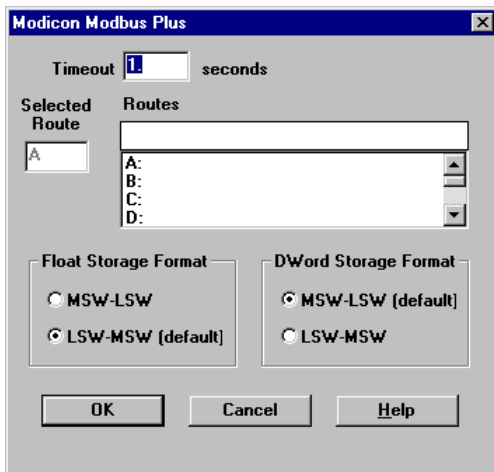 Modicon Modbus Plus
Timeout 1. seconds
Selected Route
Routes
A
A:
B:
C:
D:
Float Storage Format
MSW-LSW
LSW-MSW (default)
DWord Storage Format
MSW-LSW (default)
LSW-MSW
OK
Cancel
Help